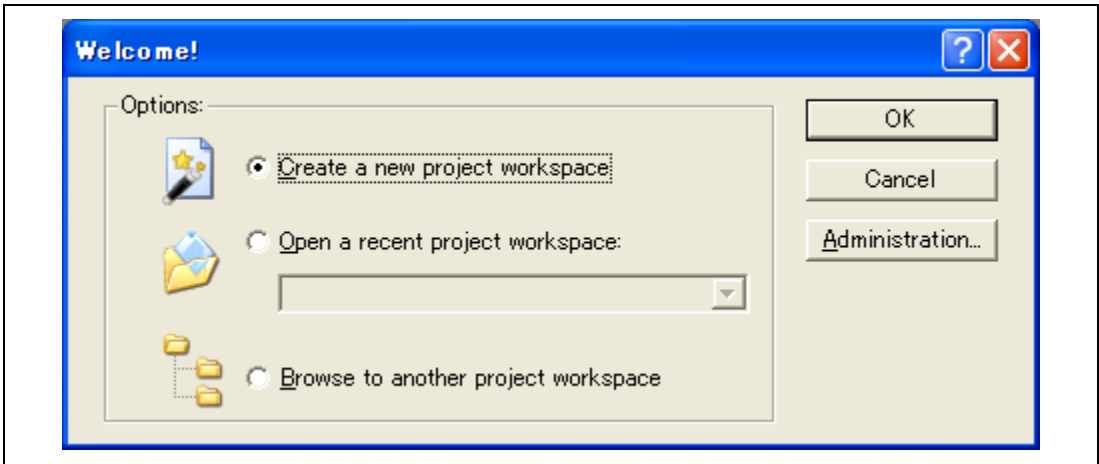 Welcome!
Options:
Create a new project workspace
Open a recent project workspace:
Browse to another project workspace
OK
Cancel
Administration...